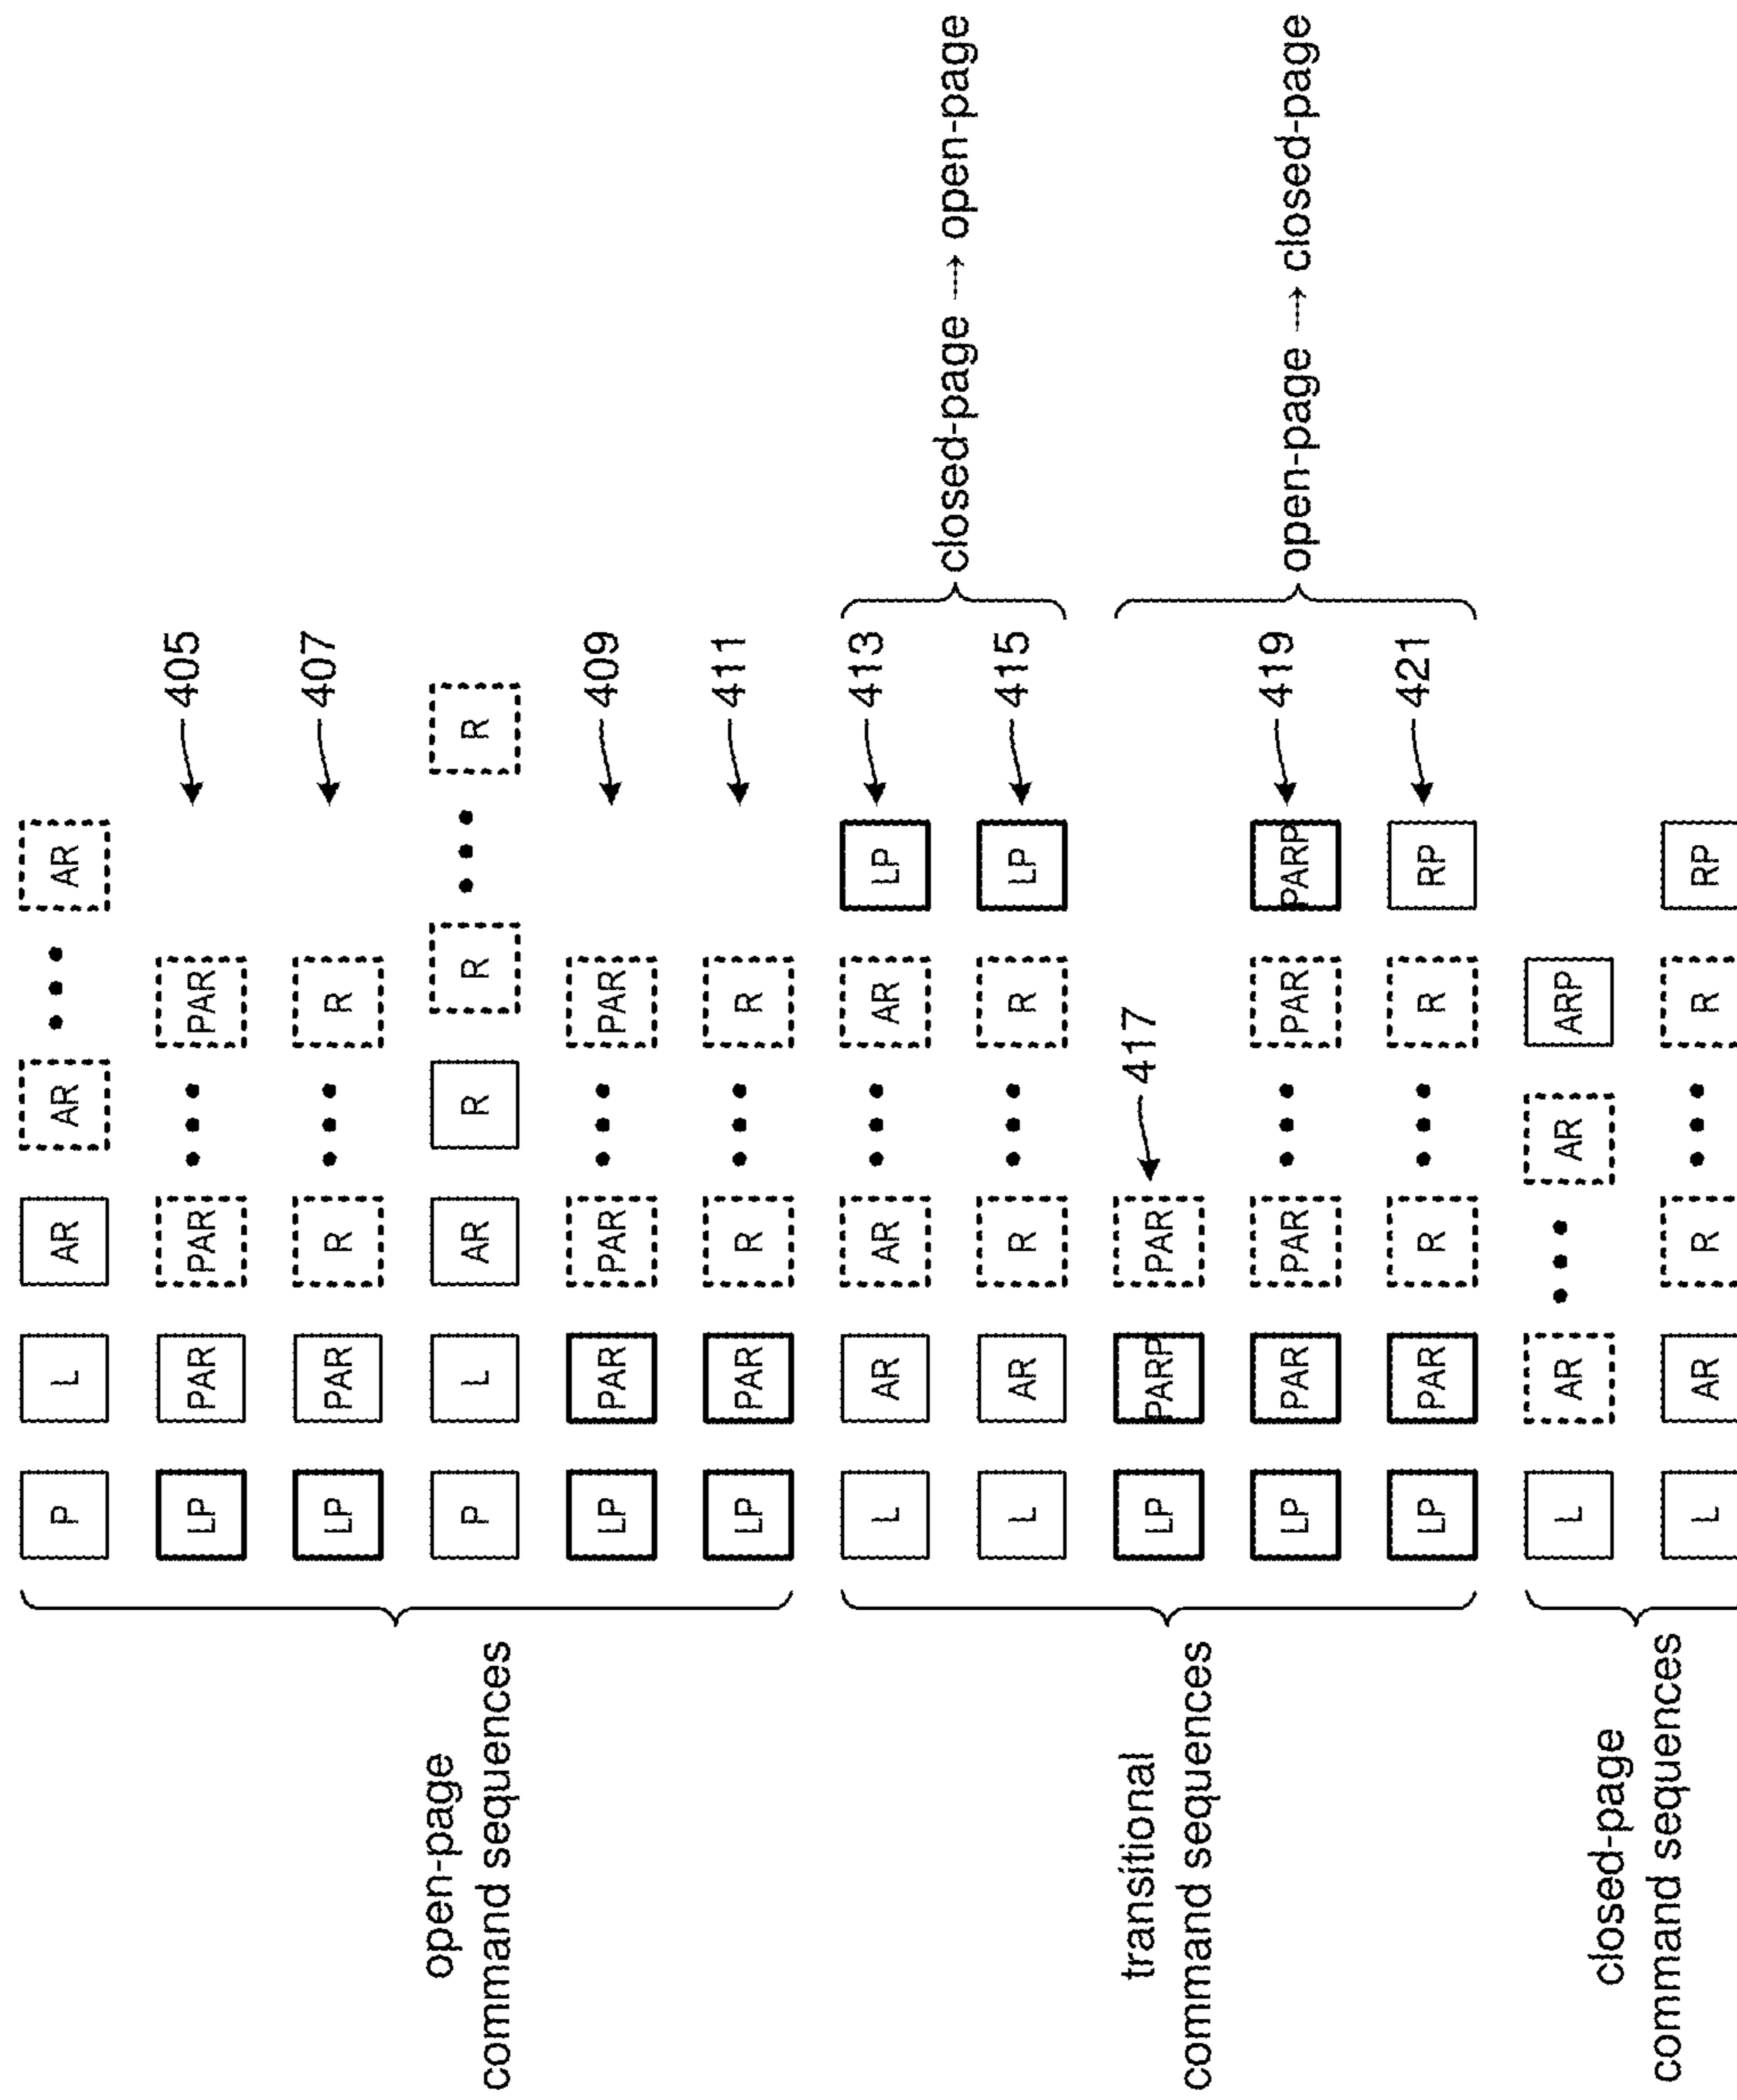 P L AR AR ••• AR
LP PAR PAR ••• PAR 405
LP PAR R ••• R 407
open-page
command sequences
P L AR R R ••• R
LP PAR PAR ••• PAR 409
LP PAR R ••• R 411
L AR AR ••• AR LP 413
closed-page → open-page
L AR R ••• R LP 415
transitional
command sequences
LP PARP PAR 417
LP PAR PAR ••• PAR PARP 419
open-page → closed-page
LP PAR R ••• R RP 421
closed-page
command sequences
L AR ••• AR ARP
L AR R ••• R RP